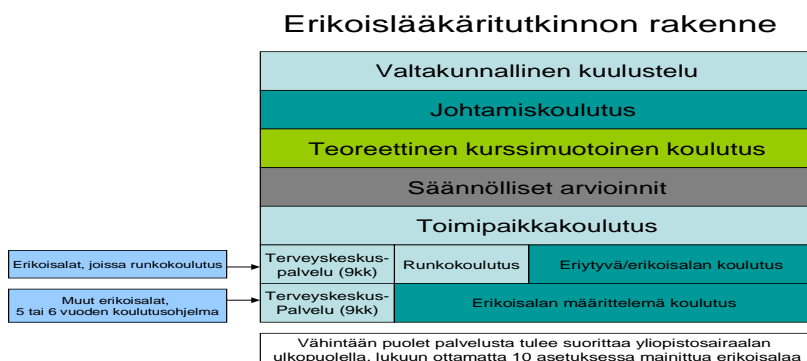 Erikoislääkäritutkinnon rakenne
Valtakunnallinen kuulustelu
Johtamiskoulutus
Teoreettinen kurssimuotoinen koulutus
Säännölliset arvioinnit
Toimipaikkakoulutus
Erikoisalat, joissa runkokoulutus
Terveyskeskus-
palvelu (9kk)
Runkokoulutus
Eriytyvä/erikoisalan koulutus
Muut erikoisalat,
5 tai 6 vuoden koulutusohjelma
Terveyskeskus-
Palvelu (9kk)
Erikoisalan määrittelemä koulutus
Vähintään puolet palvelusta tulee suorittaa yliopistosairaalan
ulkopuolella, lukuun ottamatta 10 asetuksessa mainittua erikoisalaa